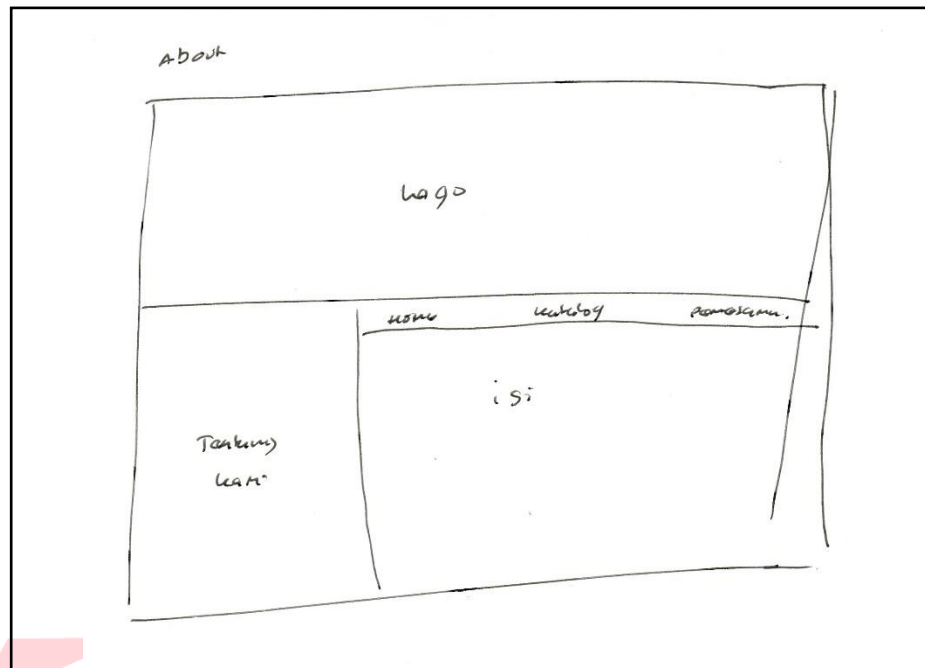 About
Logo
Home Katalog Pemesanan.
isi
Tentang
kami